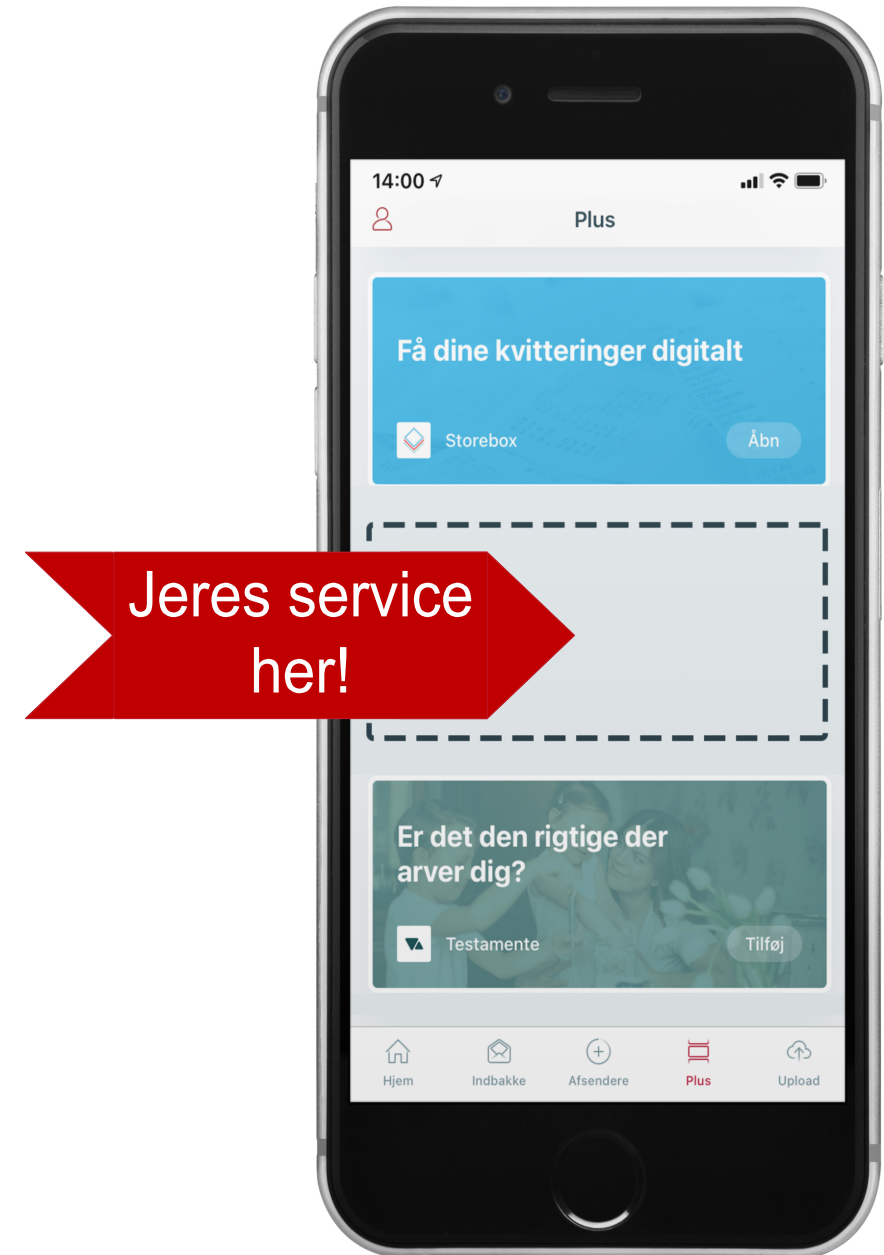 14:00
Plus
Få dine kvitteringer digitalt
Storebox
Åbn
Jeres service
her!
Er det den rigtige der
arver dig?
Testamente
Tilføj
Hjem
Indbakke
Afsendere
Plus
Upload